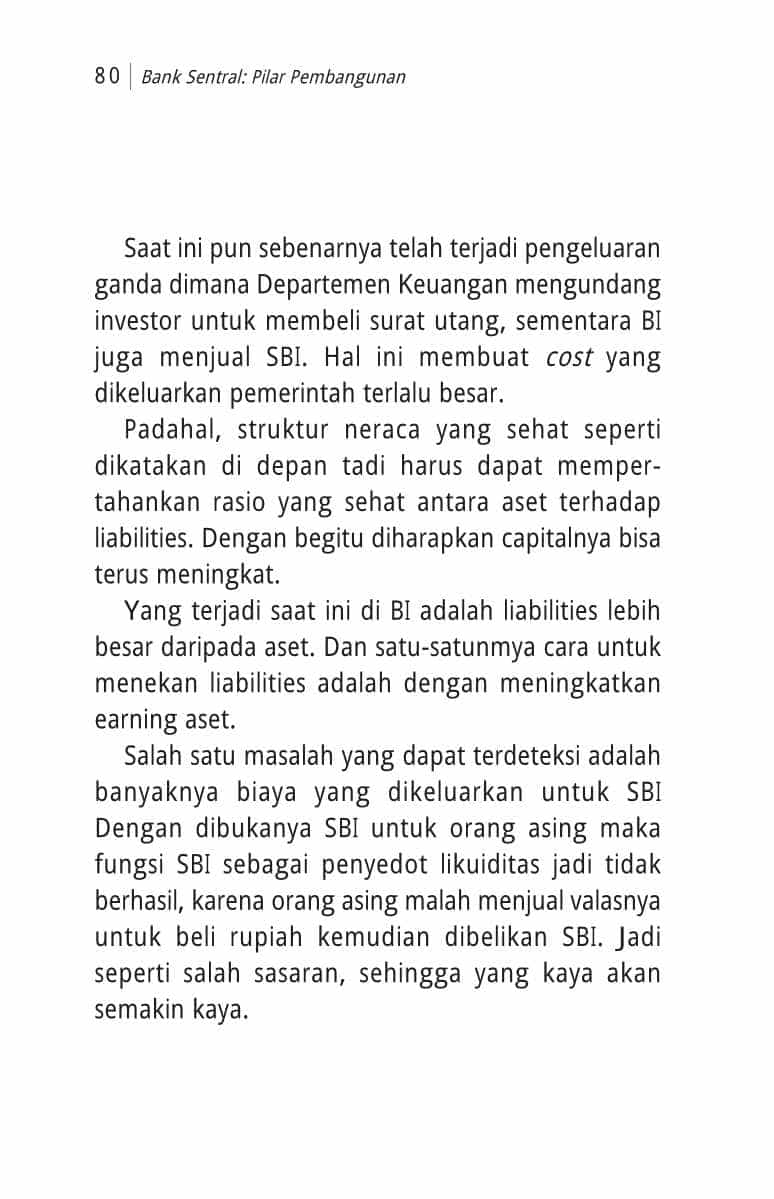 80 | Bank Sentral: Pilar Pembangunan
Saat ini pun sebenarnya telah terjadi pengeluaran
ganda dimana Departemen Keuangan mengundang
investor untuk membeli surat utang, sementara BI
juga menjual SBI. Hal ini membuat cost yang
dikeluarkan pemerintah terlalu besar.
Padahal, struktur neraca yang sehat seperti
dikatakan di depan tadi harus dapat memper-
tahankan rasio yang sehat antara aset terhadap
liabilities. Dengan begitu diharapkan capitalnya bisa
terus meningkat.
Yang terjadi saat ini di BI adalah liabilities lebih
besar daripada aset. Dan satu-satunmya cara untuk
menekan liabilities adalah dengan meningkatkan
earning aset.
Salah satu masalah yang dapat terdeteksi adalah
banyaknya biaya yang dikeluarkan untuk SBI
Dengan dibukanya SBI untuk orang asing maka
fungsi SBI sebagai penyedot likuiditas jadi tidak
berhasil, karena orang asing malah menjual valasnya
untuk beli rupiah kemudian dibelikan SBI. Jadi
seperti salah sasaran, sehingga yang kaya akan
semakin kaya.